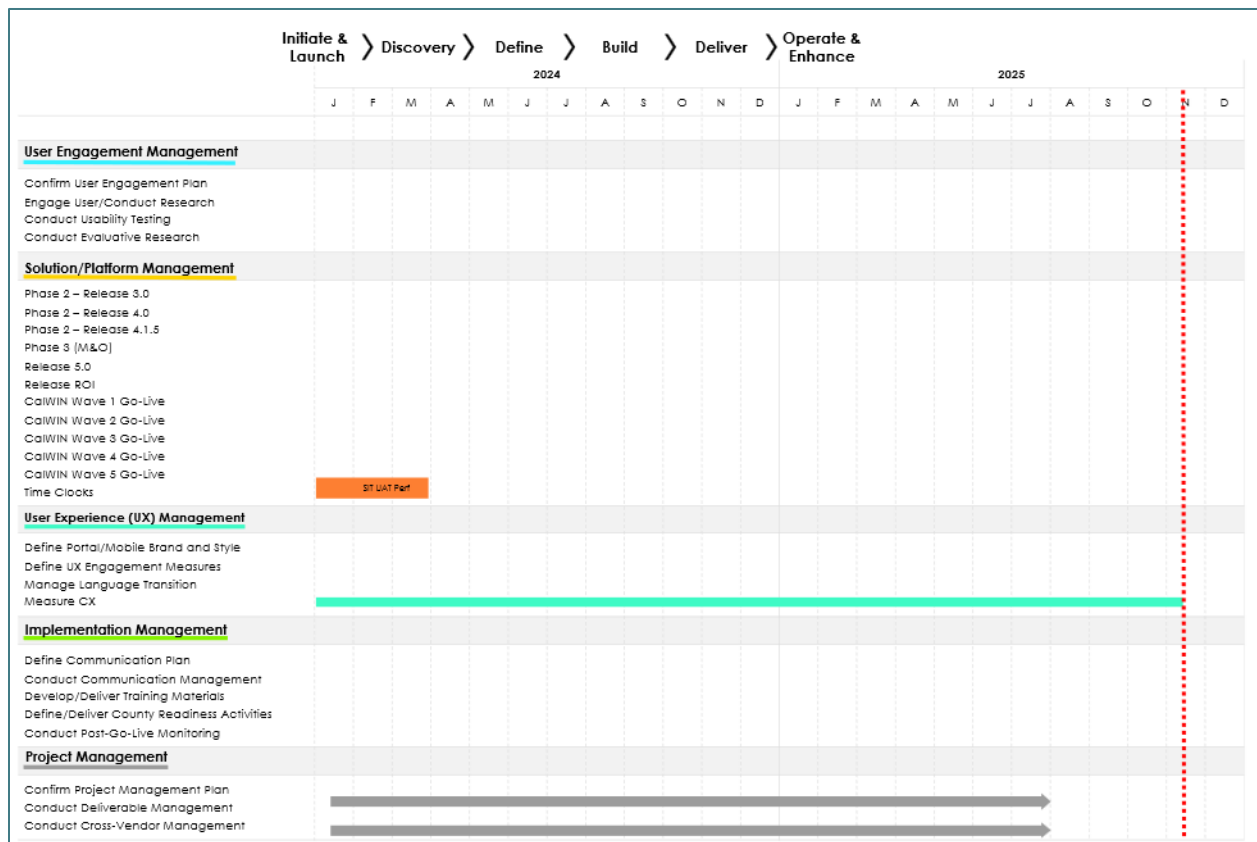 Initiate & Launch Discovery Define Build Deliver Operate & Enhance
2024 2025
J F M A M J J A S O N D J F M A M J J A S O N D
User Engagement Management
Confirm User Engagement Plan
Engage User/Conduct Research
Conduct Usability Testing
Conduct Evaluative Research
Solution/Platform Management
Phase 2 – Release 3.0
Phase 2 – Release 4.0
Phase 2 – Release 4.1.5
Phase 3 (M&O)
Release 5.0
Release ROI
CalWIN Wave 1 Go-Live
CalWIN Wave 2 Go-Live
CalWIN Wave 3 Go-Live
CalWIN Wave 4 Go-Live
CalWIN Wave 5 Go-Live
Time Clocks SIT UAT Perf
User Experience (UX) Management
Define Portal/Mobile Brand and Style
Define UX Engagement Measures
Manage Language Transition
Measure CX
Implementation Management
Define Communication Plan
Conduct Communication Management
Develop/Deliver Training Materials
Define/Deliver County Readiness Activities
Conduct Post-Go-Live Monitoring
Project Management
Confirm Project Management Plan
Conduct Deliverable Management
Conduct Cross-Vendor Management